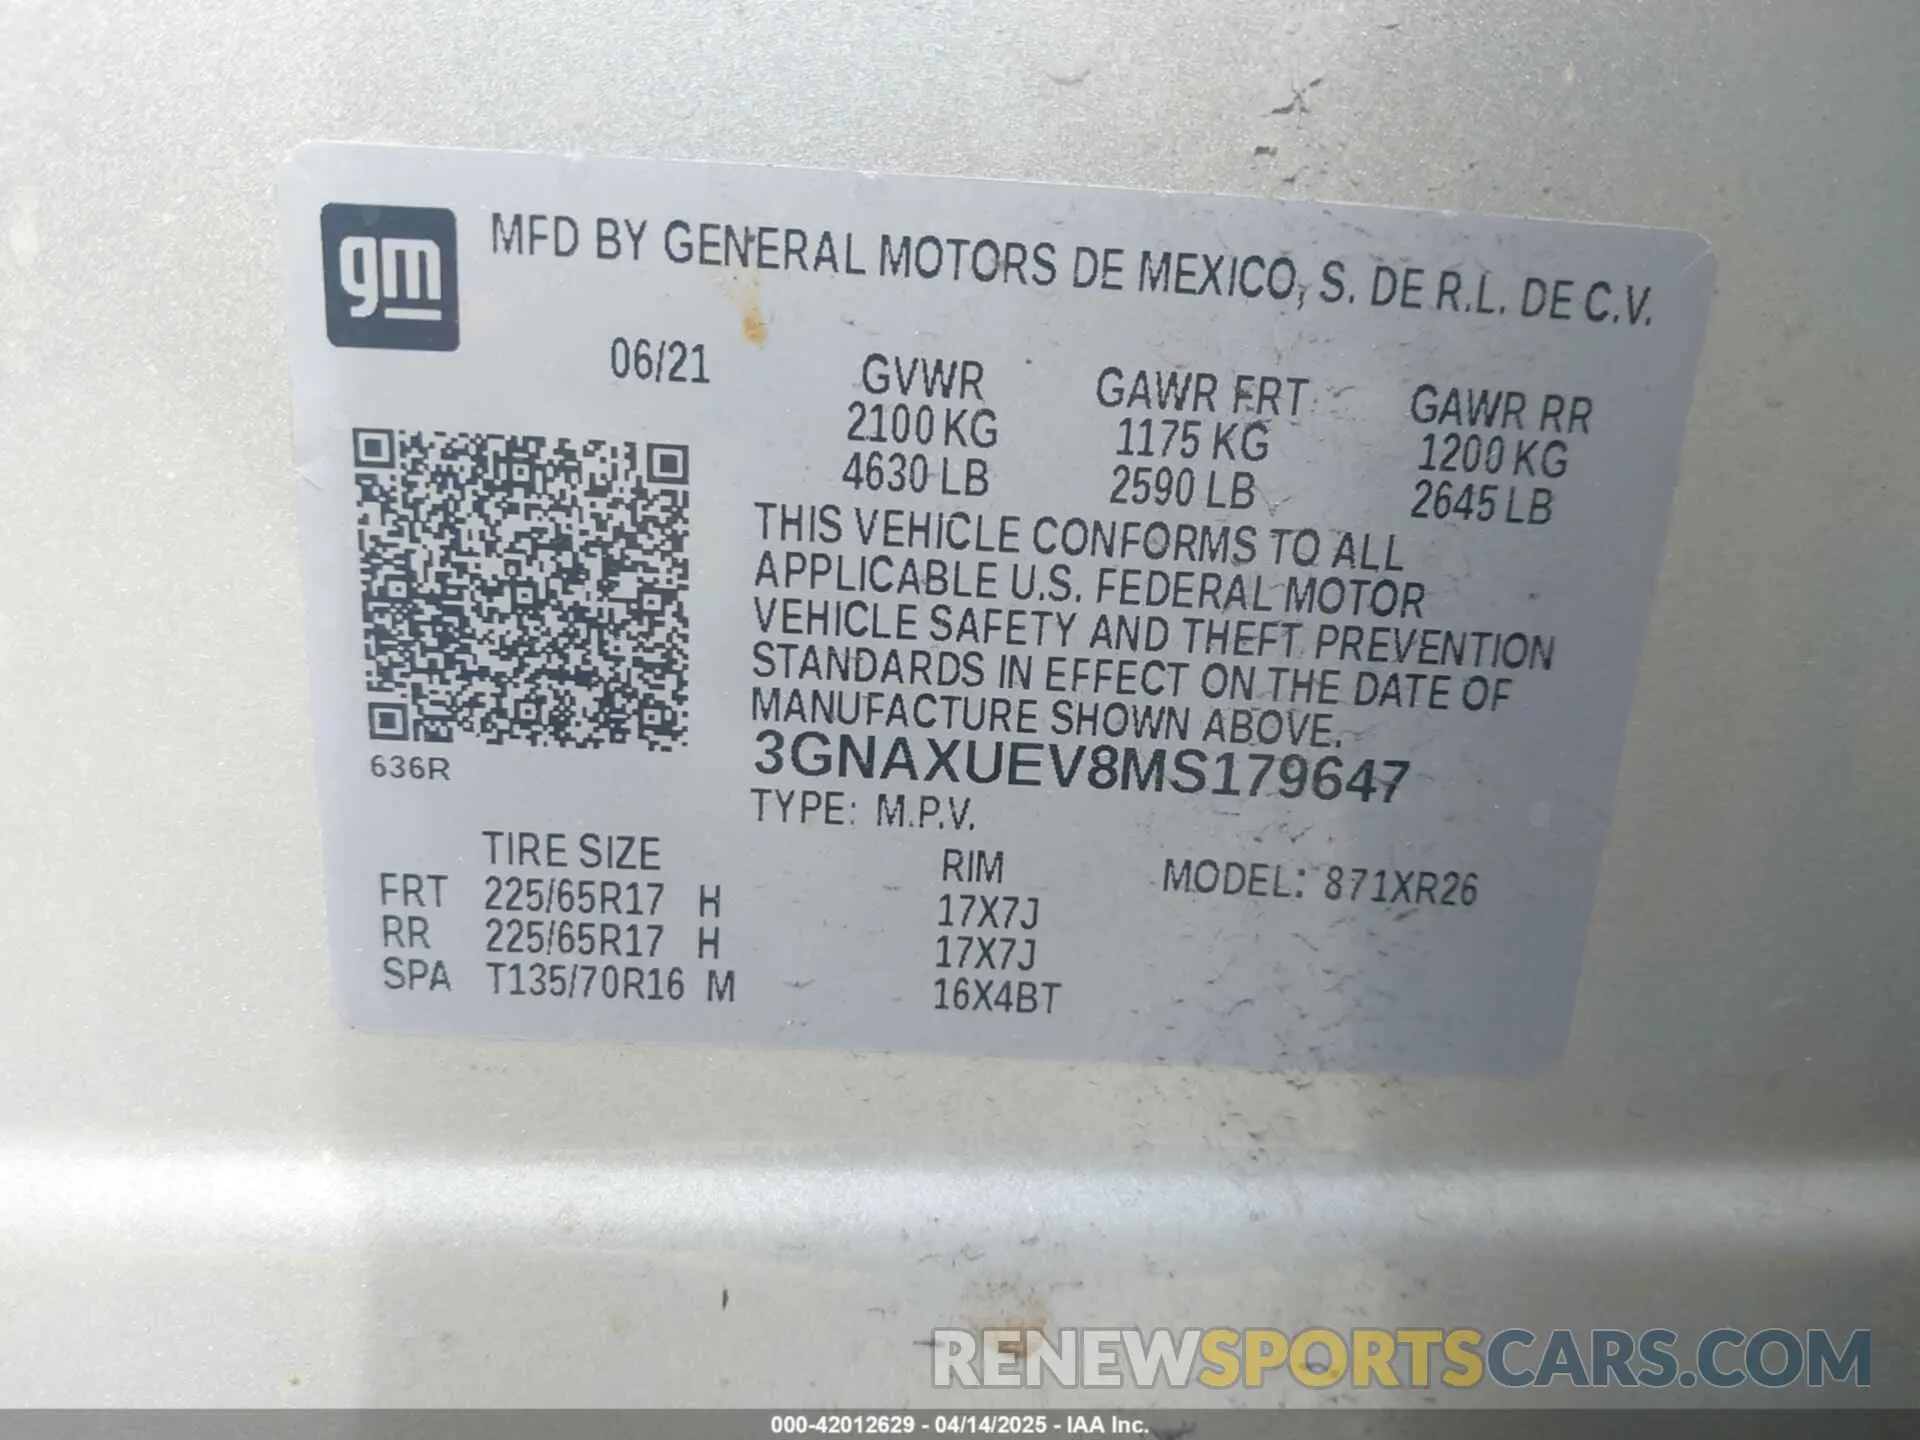 gm
MFD BY GENERAL MOTORS DE MEXICO, S. DE R.L. DE C.V.
06/21 GVWR GAWR FRT GAWR RR
2100 KG 1175 KG 1200 KG
4630 LB 2590 LB 2645 LB
THIS VEHICLE CONFORMS TO ALL
APPLICABLE U.S. FEDERAL MOTOR
VEHICLE SAFETY AND THEFT PREVENTION
STANDARDS IN EFFECT ON THE DATE OF
MANUFACTURE SHOWN ABOVE.
3GNAXUEV8MS179647
636R
TYPE: M.P.V.
TIRE SIZE RIM MODEL: 871XR26
FRT 225/65R17 H 17X7J
RR 225/65R17 H 17X7J
SPA T135/70R16 M 16X4BT
RENEWSPORTSCARS.COM
000-42012629 - 04/14/2025 - IAA Inc.